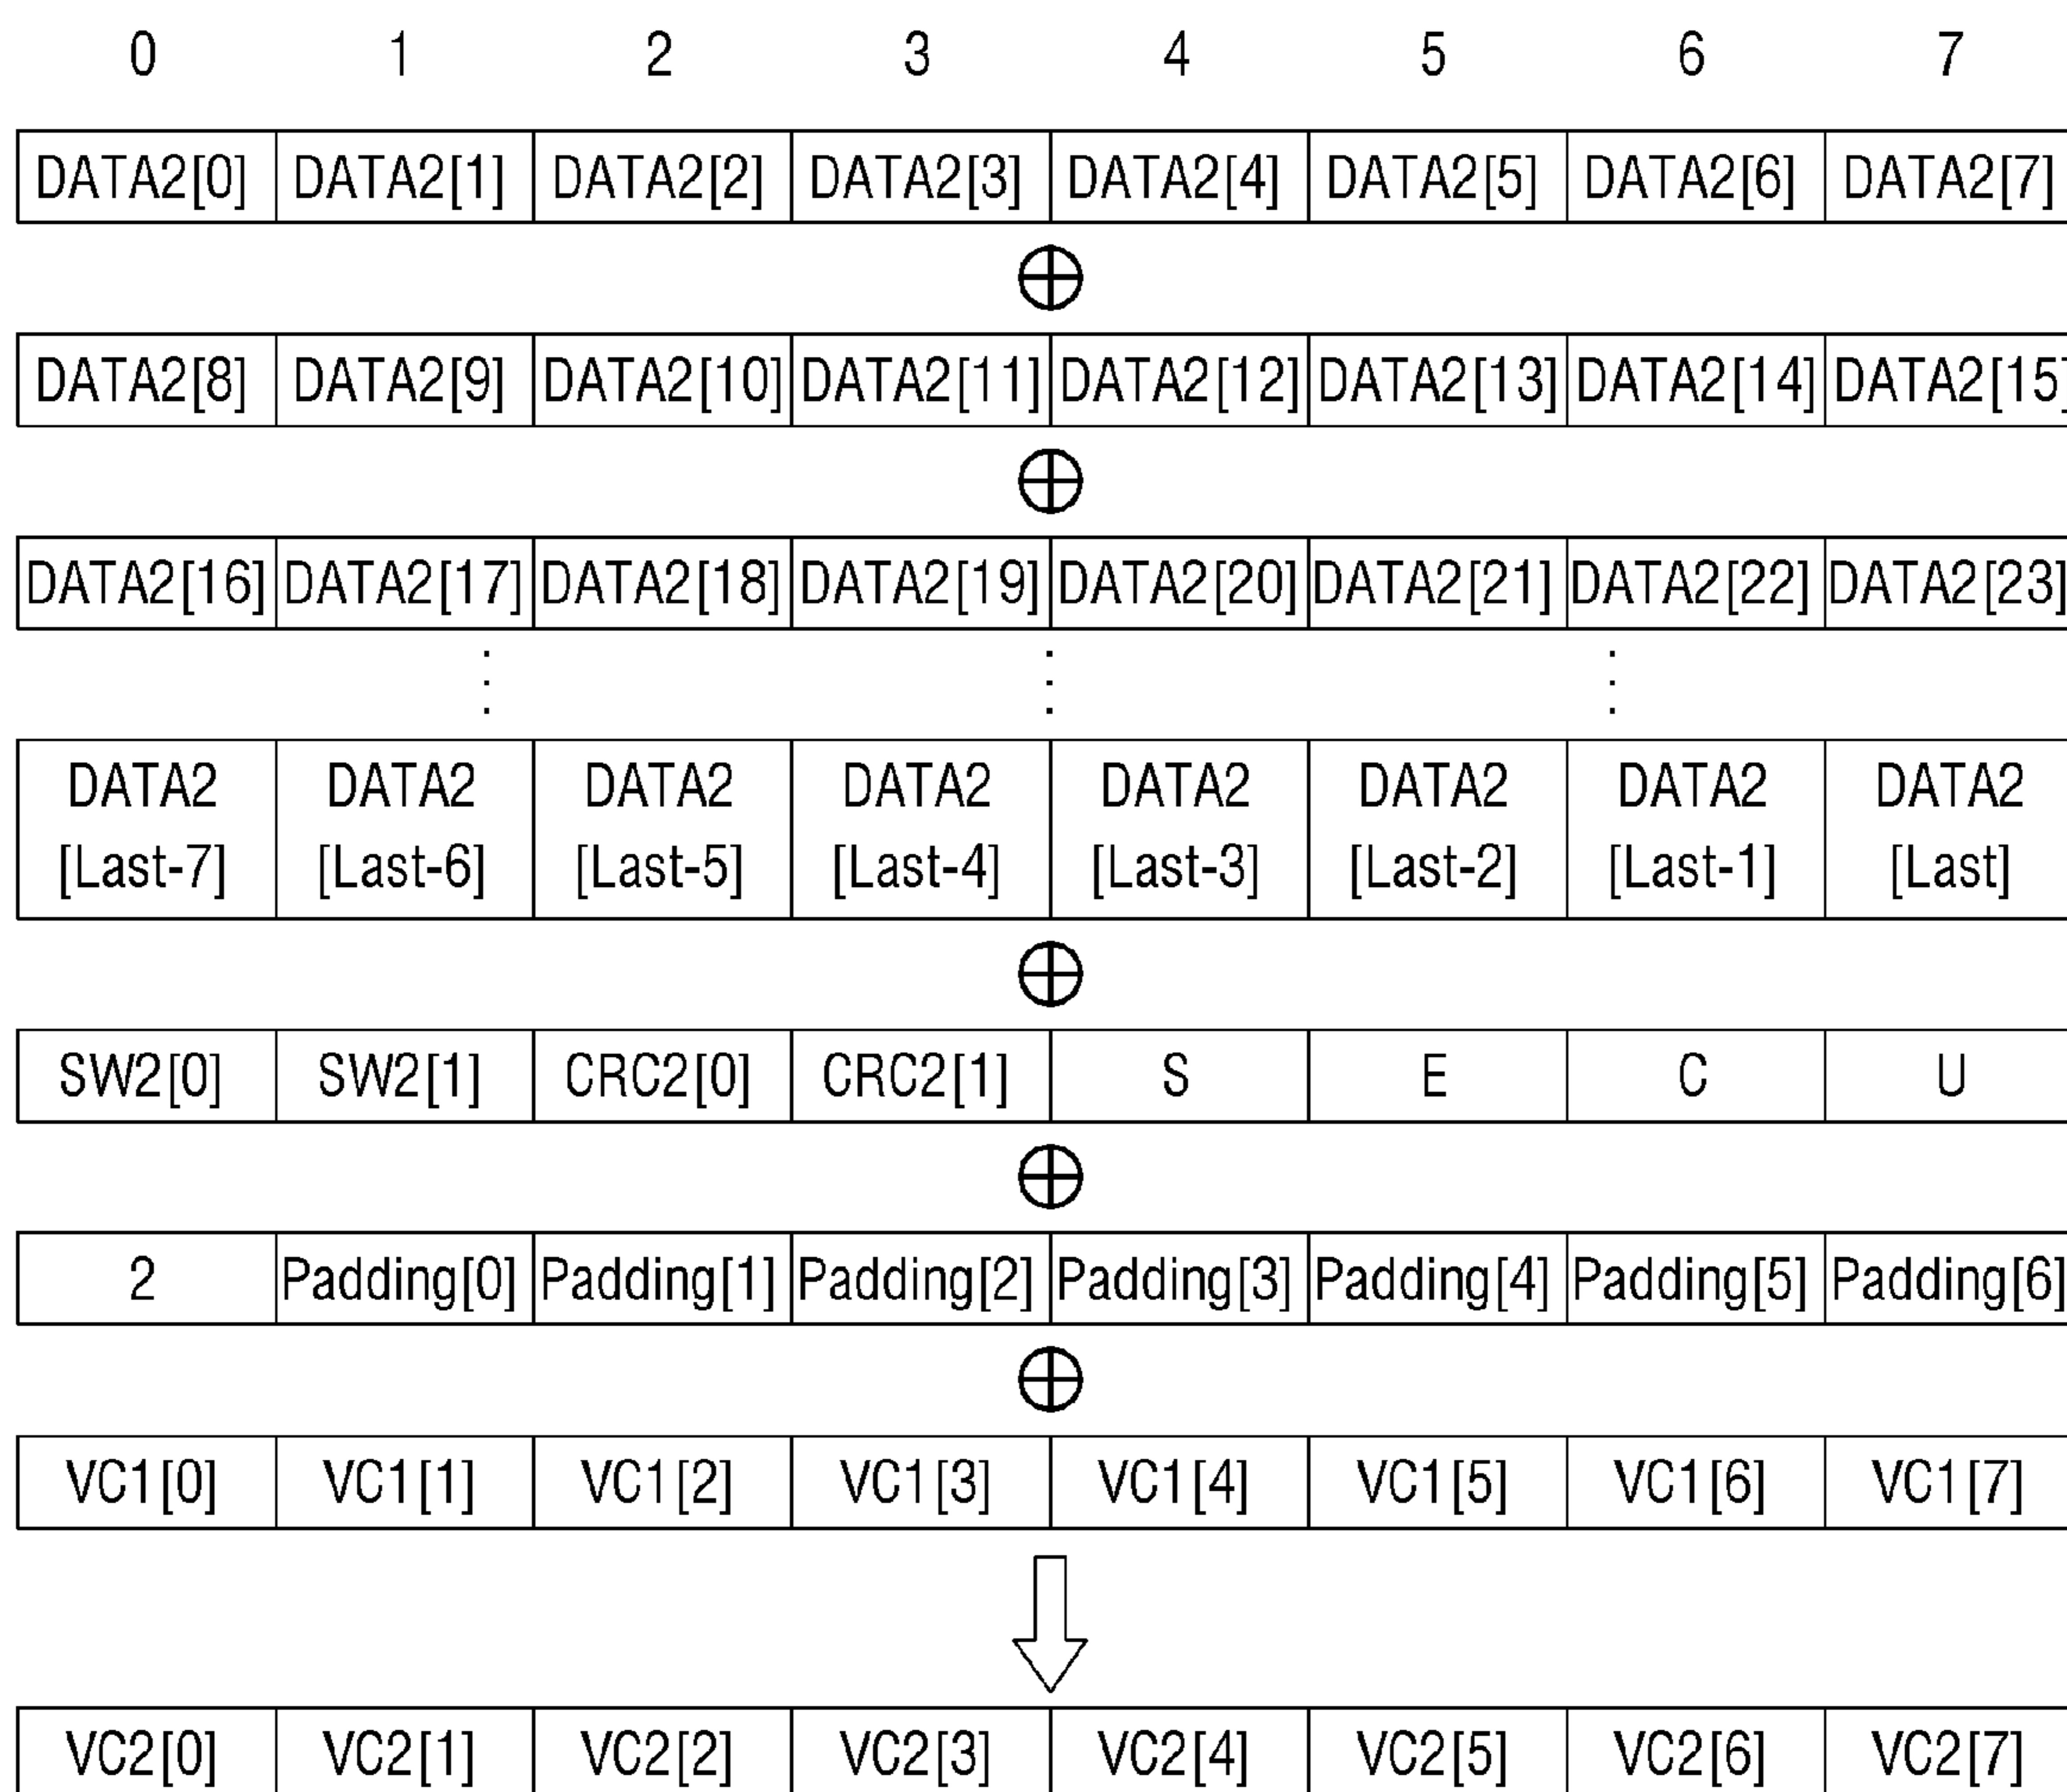 0 1 2 3 4 5 6 7
DATA2[0] DATA2[1] DATA2[2] DATA2[3] DATA2[4] DATA2[5] DATA2[6] DATA2[7]
⊕
DATA2[8] DATA2[9] DATA2[10] DATA2[11] DATA2[12] DATA2[13] DATA2[14] DATA2[15]
⊕
DATA2[16] DATA2[17] DATA2[18] DATA2[19] DATA2[20] DATA2[21] DATA2[22] DATA2[23]
DATA2 DATA2 DATA2 DATA2 DATA2 DATA2 DATA2 DATA2
[Last-7] [Last-6] [Last-5] [Last-4] [Last-3] [Last-2] [Last-1] [Last]
⊕
SW2[0] SW2[1] CRC2[0] CRC2[1] S E C U
⊕
2 Padding[0] Padding[1] Padding[2] Padding[3] Padding[4] Padding[5] Padding[6]
⊕
VC1[0] VC1[1] VC1[2] VC1[3] VC1[4] VC1[5] VC1[6] VC1[7]
VC2[0] VC2[1] VC2[2] VC2[3] VC2[4] VC2[5] VC2[6] VC2[7]